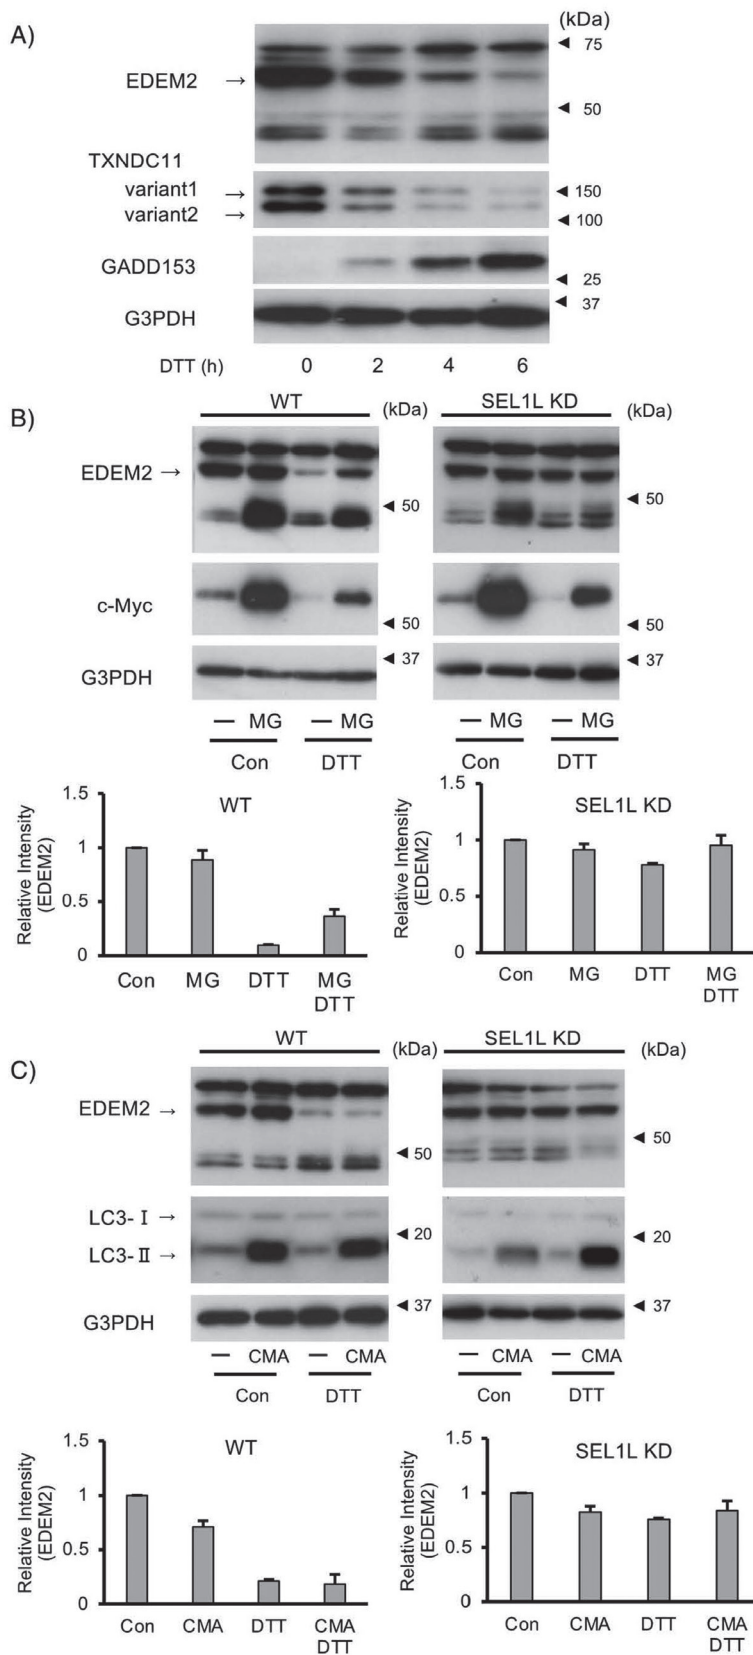 A)
(kDa)
◄ 75
EDEM2 →
◄ 50
TXNDC11
variant1 →
◄ 150
variant2 →
◄ 100
GADD153
◄ 25
◄ 37
G3PDH
DTT (h) 0 2 4 6
B)
WT (kDa) SEL1L KD (kDa)
EDEM2 →
◄ 50 ◄ 50
c-Myc
◄ 50 ◄ 50
◄ 37 ◄ 37
G3PDH
— MG — MG — MG — MG
Con DTT Con DTT
WT
Relative Intensity
(EDEM2)
1.5
1
0.5
0
Con MG DTT MG
DTT
SEL1L KD
Relative Intensity
(EDEM2)
1.5
1
0.5
0
Con MG DTT MG
DTT
C)
WT (kDa) SEL1L KD (kDa)
EDEM2 →
◄ 50 ◄ 50
LC3-Ⅰ →
◄ 20 ◄ 20
LC3-Ⅱ →
◄ 37 ◄ 37
G3PDH
— CMA — CMA — CMA — CMA
Con DTT Con DTT
WT
Relative Intensity
(EDEM2)
1.5
1
0.5
0
Con CMA DTT CMA
DTT
SEL1L KD
Relative Intensity
(EDEM2)
1.5
1
0.5
0
Con CMA DTT CMA
DTT